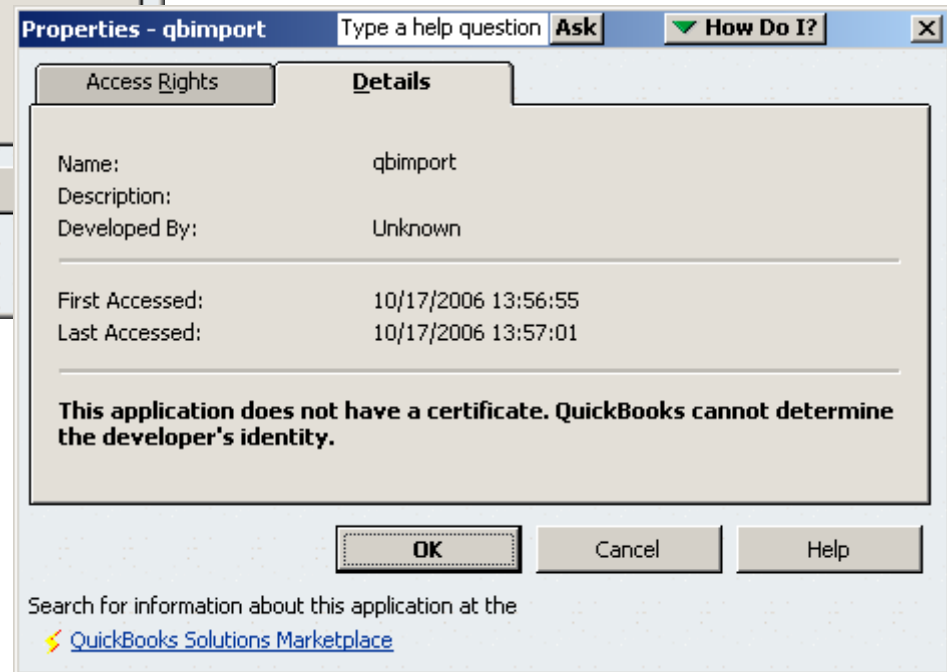 Properties - qbimport Type a help question Ask How Do I?
Access Rights Details
Name: qbimport
Description:
Developed By: Unknown
First Accessed: 10/17/2006 13:56:55
Last Accessed: 10/17/2006 13:57:01
This application does not have a certificate. QuickBooks cannot determine
the developer's identity.
OK Cancel Help
Search for information about this application at the
QuickBooks Solutions Marketplace